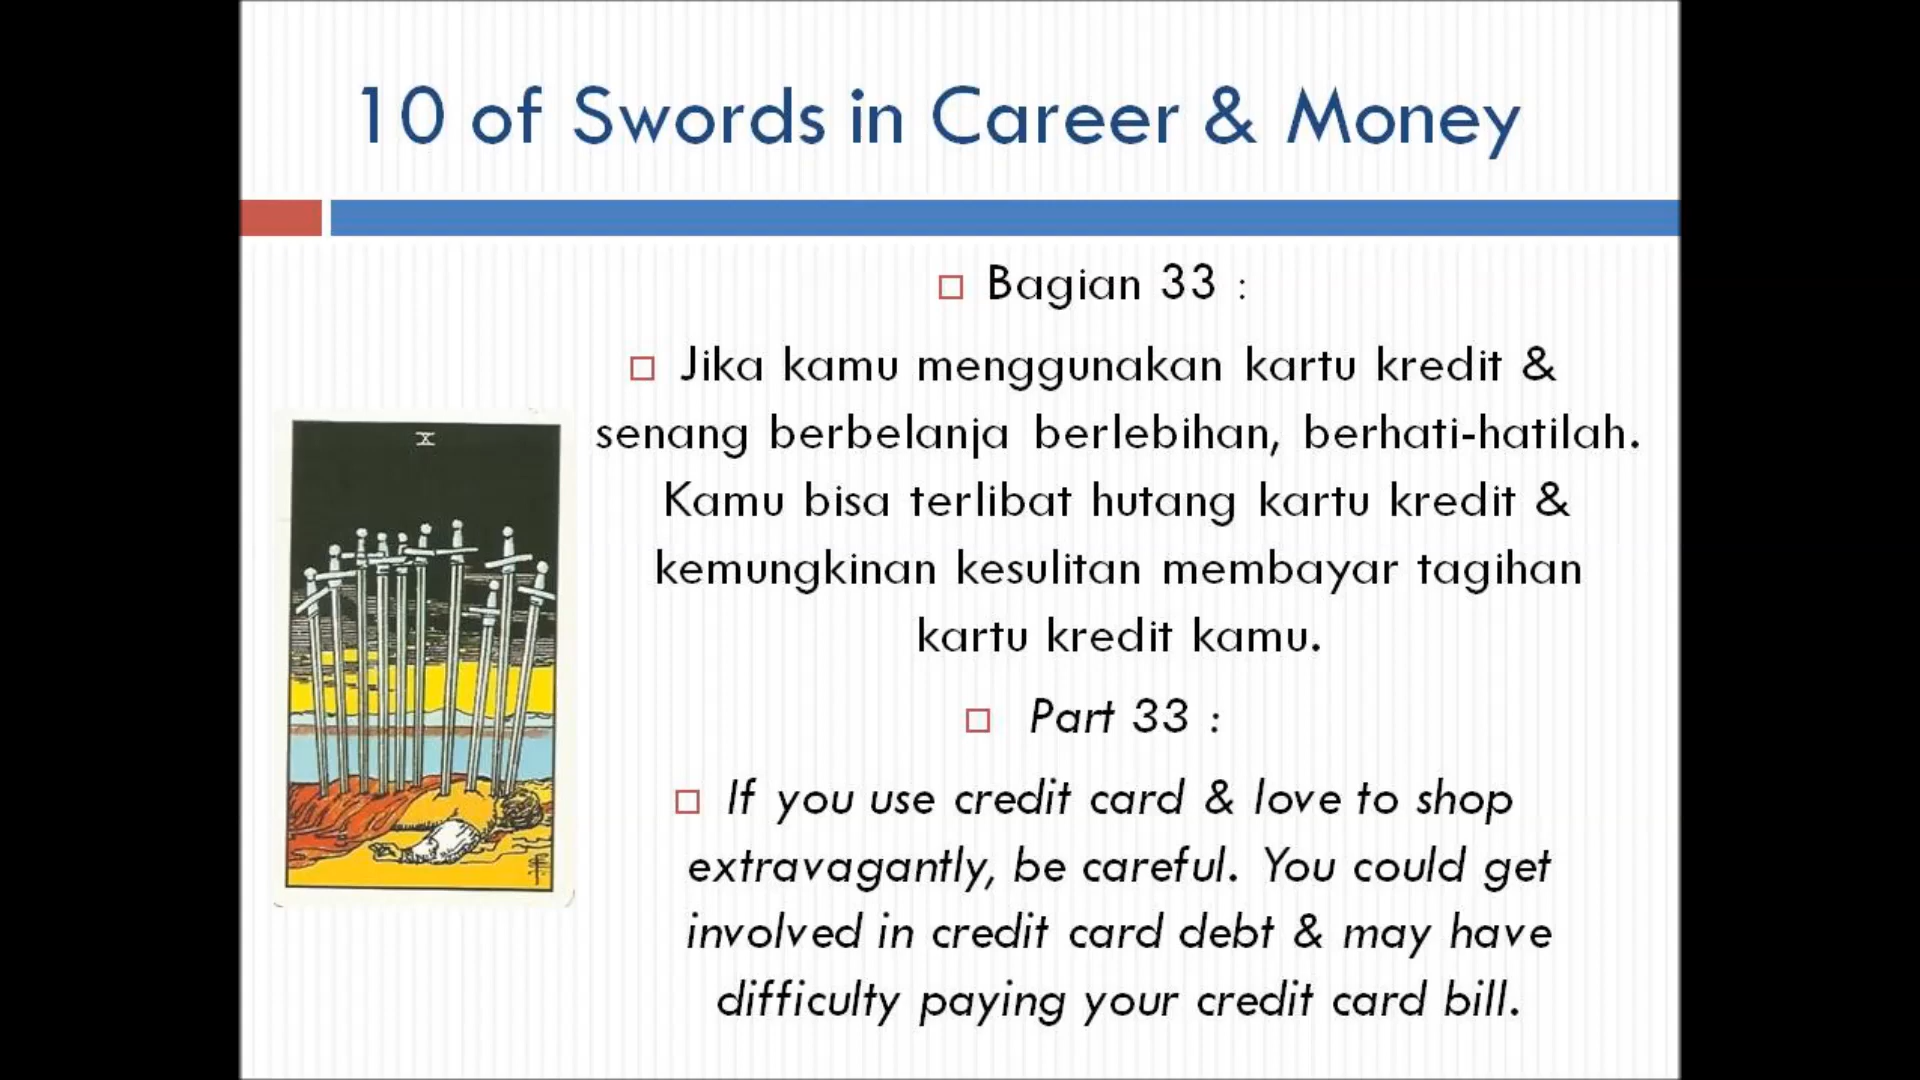 10 of Swords in Career & Money
Bagian 33 :
Jika kamu menggunakan kartu kredit &
senang berbelanja berlebihan, berhati-hatilah.
Kamu bisa terlibat hutang kartu kredit &
kemungkinan kesulitan membayar tagihan
kartu kredit kamu.
Part 33 :
If you use credit card & love to shop
extravagantly, be careful. You could get
involved in credit card debt & may have
difficulty paying your credit card bill.
X